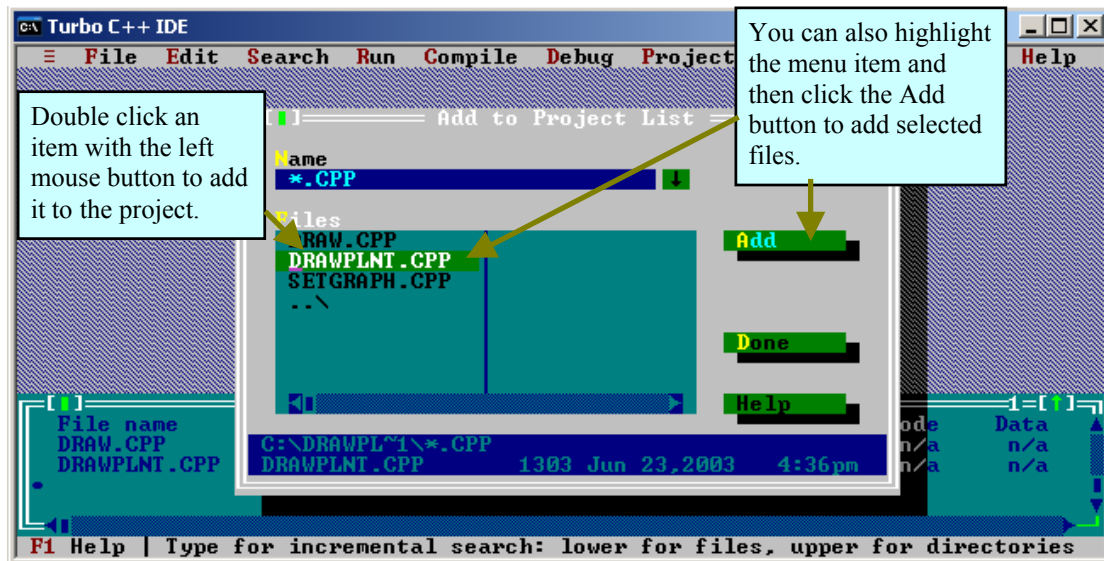 Turbo C++ IDE
≡ File Edit Search Run Compile Debug Project Help
You can also highlight
the menu item and
then click the Add
button to add selected
files.
Double click an
item with the left
mouse button to add
it to the project.
Add to Project List
Name
*.CPP
Files
DRAW.CPP
DRAWPLNT.CPP
SETGRAPH.CPP
..\
Add
Done
Help
C:\DRAWPL~1\*.CPP
DRAWPLNT.CPP 1303 Jun 23,2003 4:36pm
1=[↑]
File name ode Data
DRAW.CPP n/a n/a
DRAWPLNT.CPP n/a n/a
F1 Help | Type for incremental search: lower for files, upper for directories